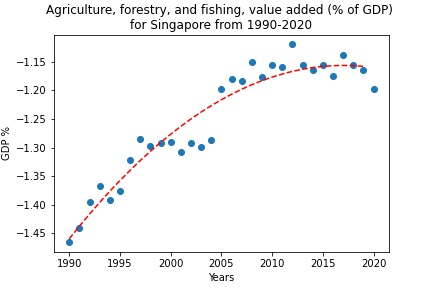 Agriculture, forestry, and fishing, value added (% of GDP)
for Singapore from 1990-2020
−1.15
−1.20
−1.25
−1.30
−1.35
−1.40
−1.45
GDP %
1990 1995 2000 2005 2010 2015 2020
Years